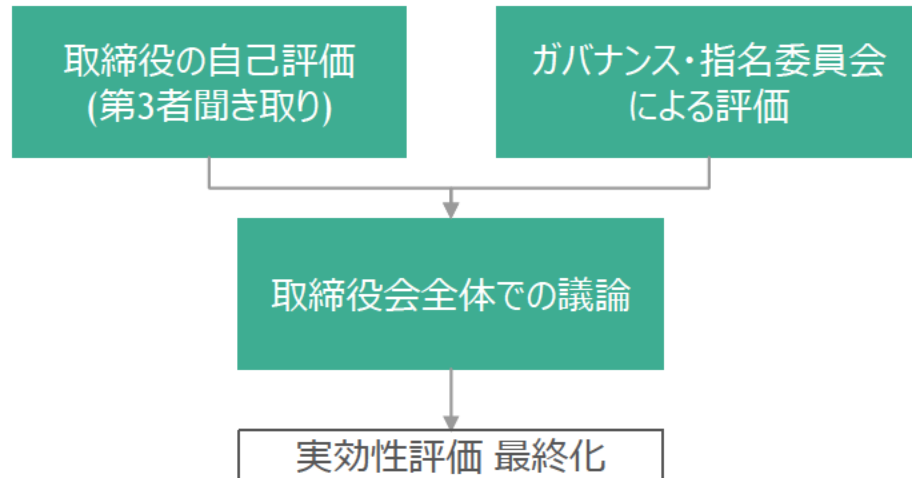 取締役の自己評価
(第3者聞き取り)
ガバナンス・指名委員会
による評価
取締役会全体での議論
実効性評価 最終化